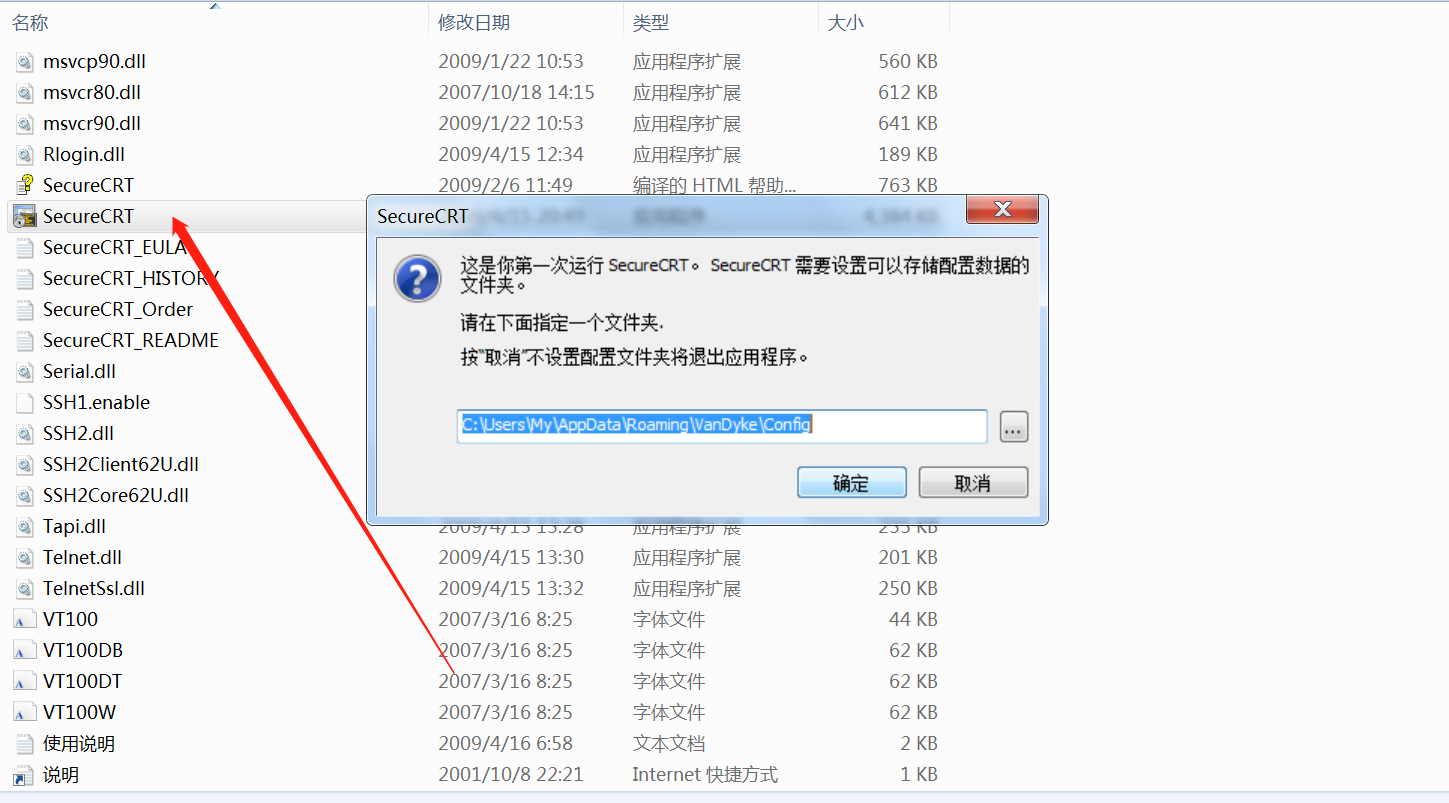 名称 修改日期 类型 大小
msvcp90.dll 2009/1/22 10:53 应用程序扩展 560 KB
msvcr80.dll 2007/10/18 14:15 应用程序扩展 612 KB
msvcr90.dll 2009/1/22 10:53 应用程序扩展 641 KB
Rlogin.dll 2009/4/15 12:34 应用程序扩展 189 KB
SecureCRT 2009/2/6 11:49 编译的 HTML 帮助... 763 KB
SecureCRT
SecureCRT_EULA
SecureCRT_HISTORY
SecureCRT_Order
SecureCRT_README
Serial.dll
SSH1.enable
SSH2.dll
SSH2Client62U.dll
SSH2Core62U.dll
Tapi.dll 2009/4/15 13:28 应用程序扩展 235 KB
Telnet.dll 2009/4/15 13:30 应用程序扩展 201 KB
TelnetSsl.dll 2009/4/15 13:32 应用程序扩展 250 KB
VT100 2007/3/16 8:25 字体文件 44 KB
VT100DB 2007/3/16 8:25 字体文件 62 KB
VT100DT 2007/3/16 8:25 字体文件 62 KB
VT100W 2007/3/16 8:25 字体文件 62 KB
使用说明 2009/4/16 6:58 文本文档 2 KB
说明 2001/10/8 22:21 Internet 快捷方式 1 KB
SecureCRT
这是你第一次运行 SecureCRT。 SecureCRT 需要设置可以存储配置数据的
文件夹。
请在下面指定一个文件夹.
按"取消"不设置配置文件夹将退出应用程序。
C:\Users\My\AppData\Roaming\VanDyke\Config
...
确定 取消